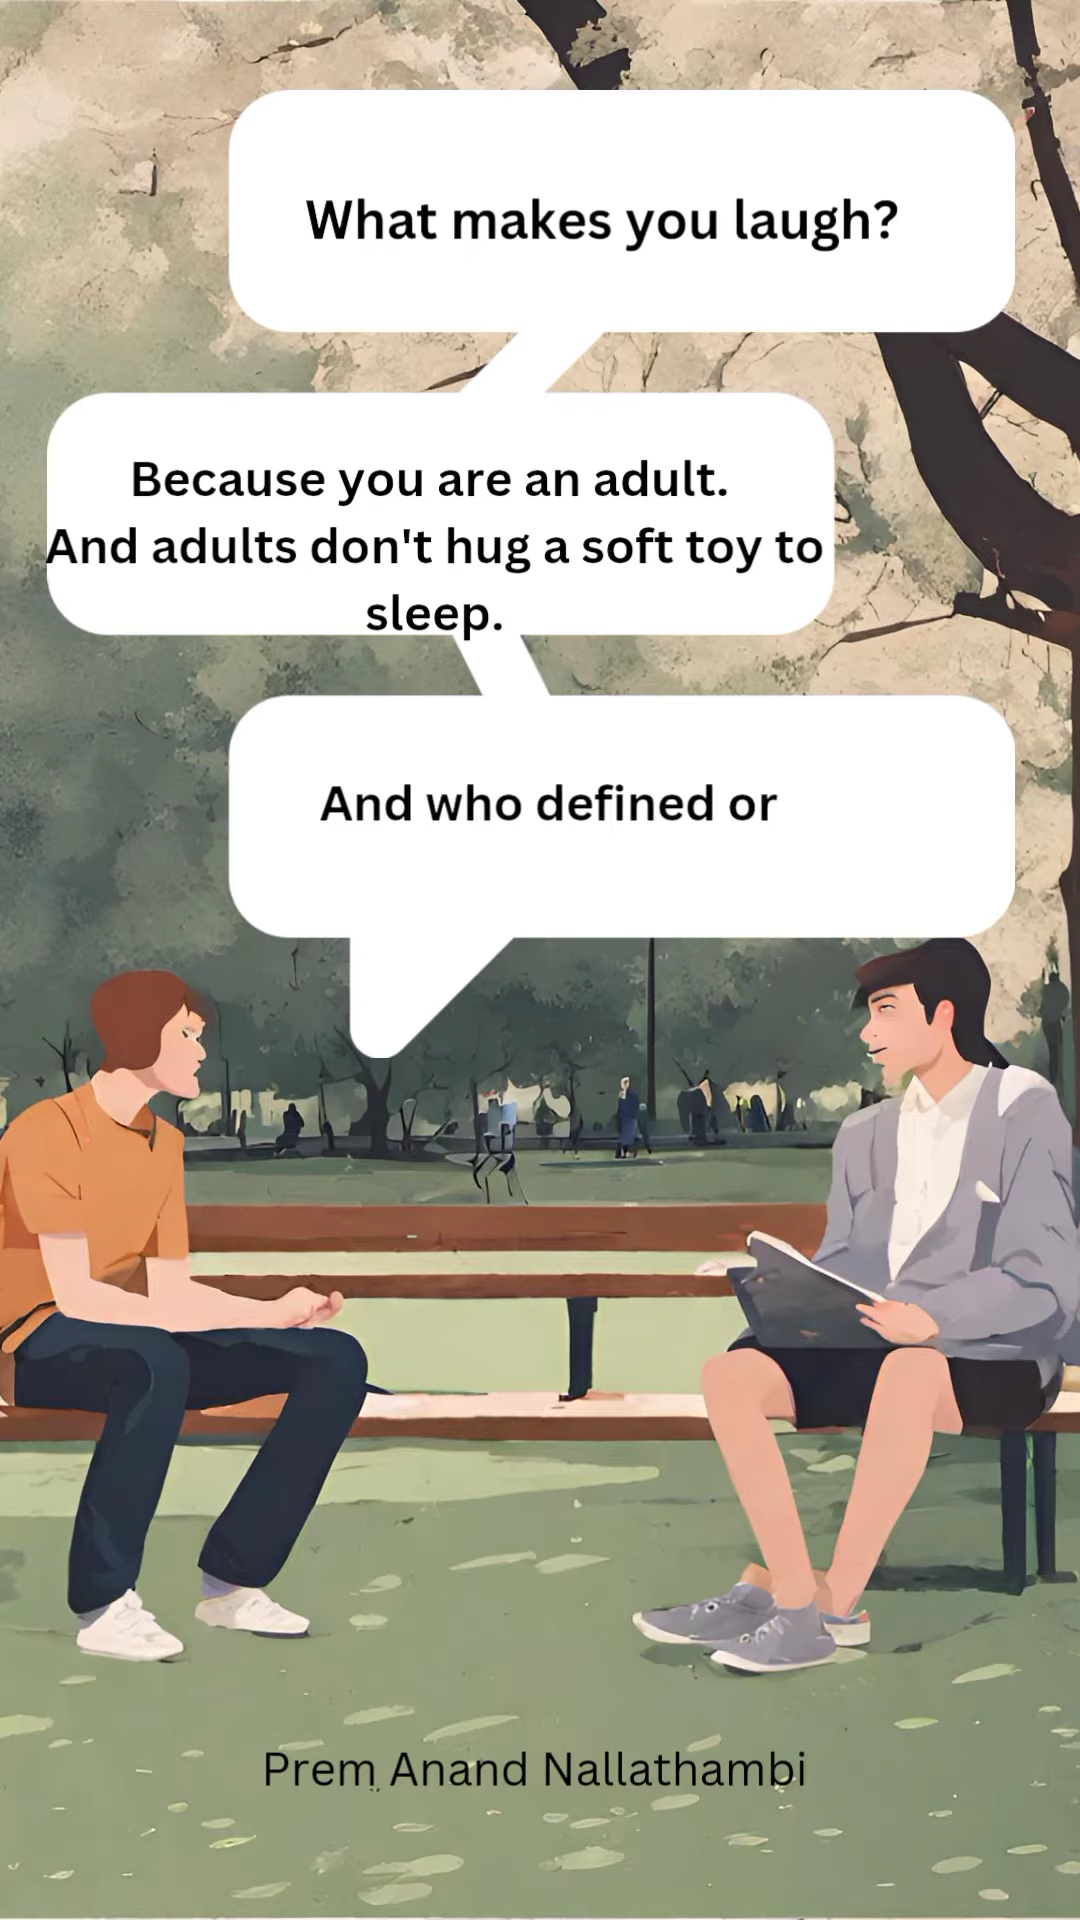 What makes you laugh?
Because you are an adult.
And adults don't hug a soft toy to
sleep.
And who defined or
Prem Anand Nallathambi